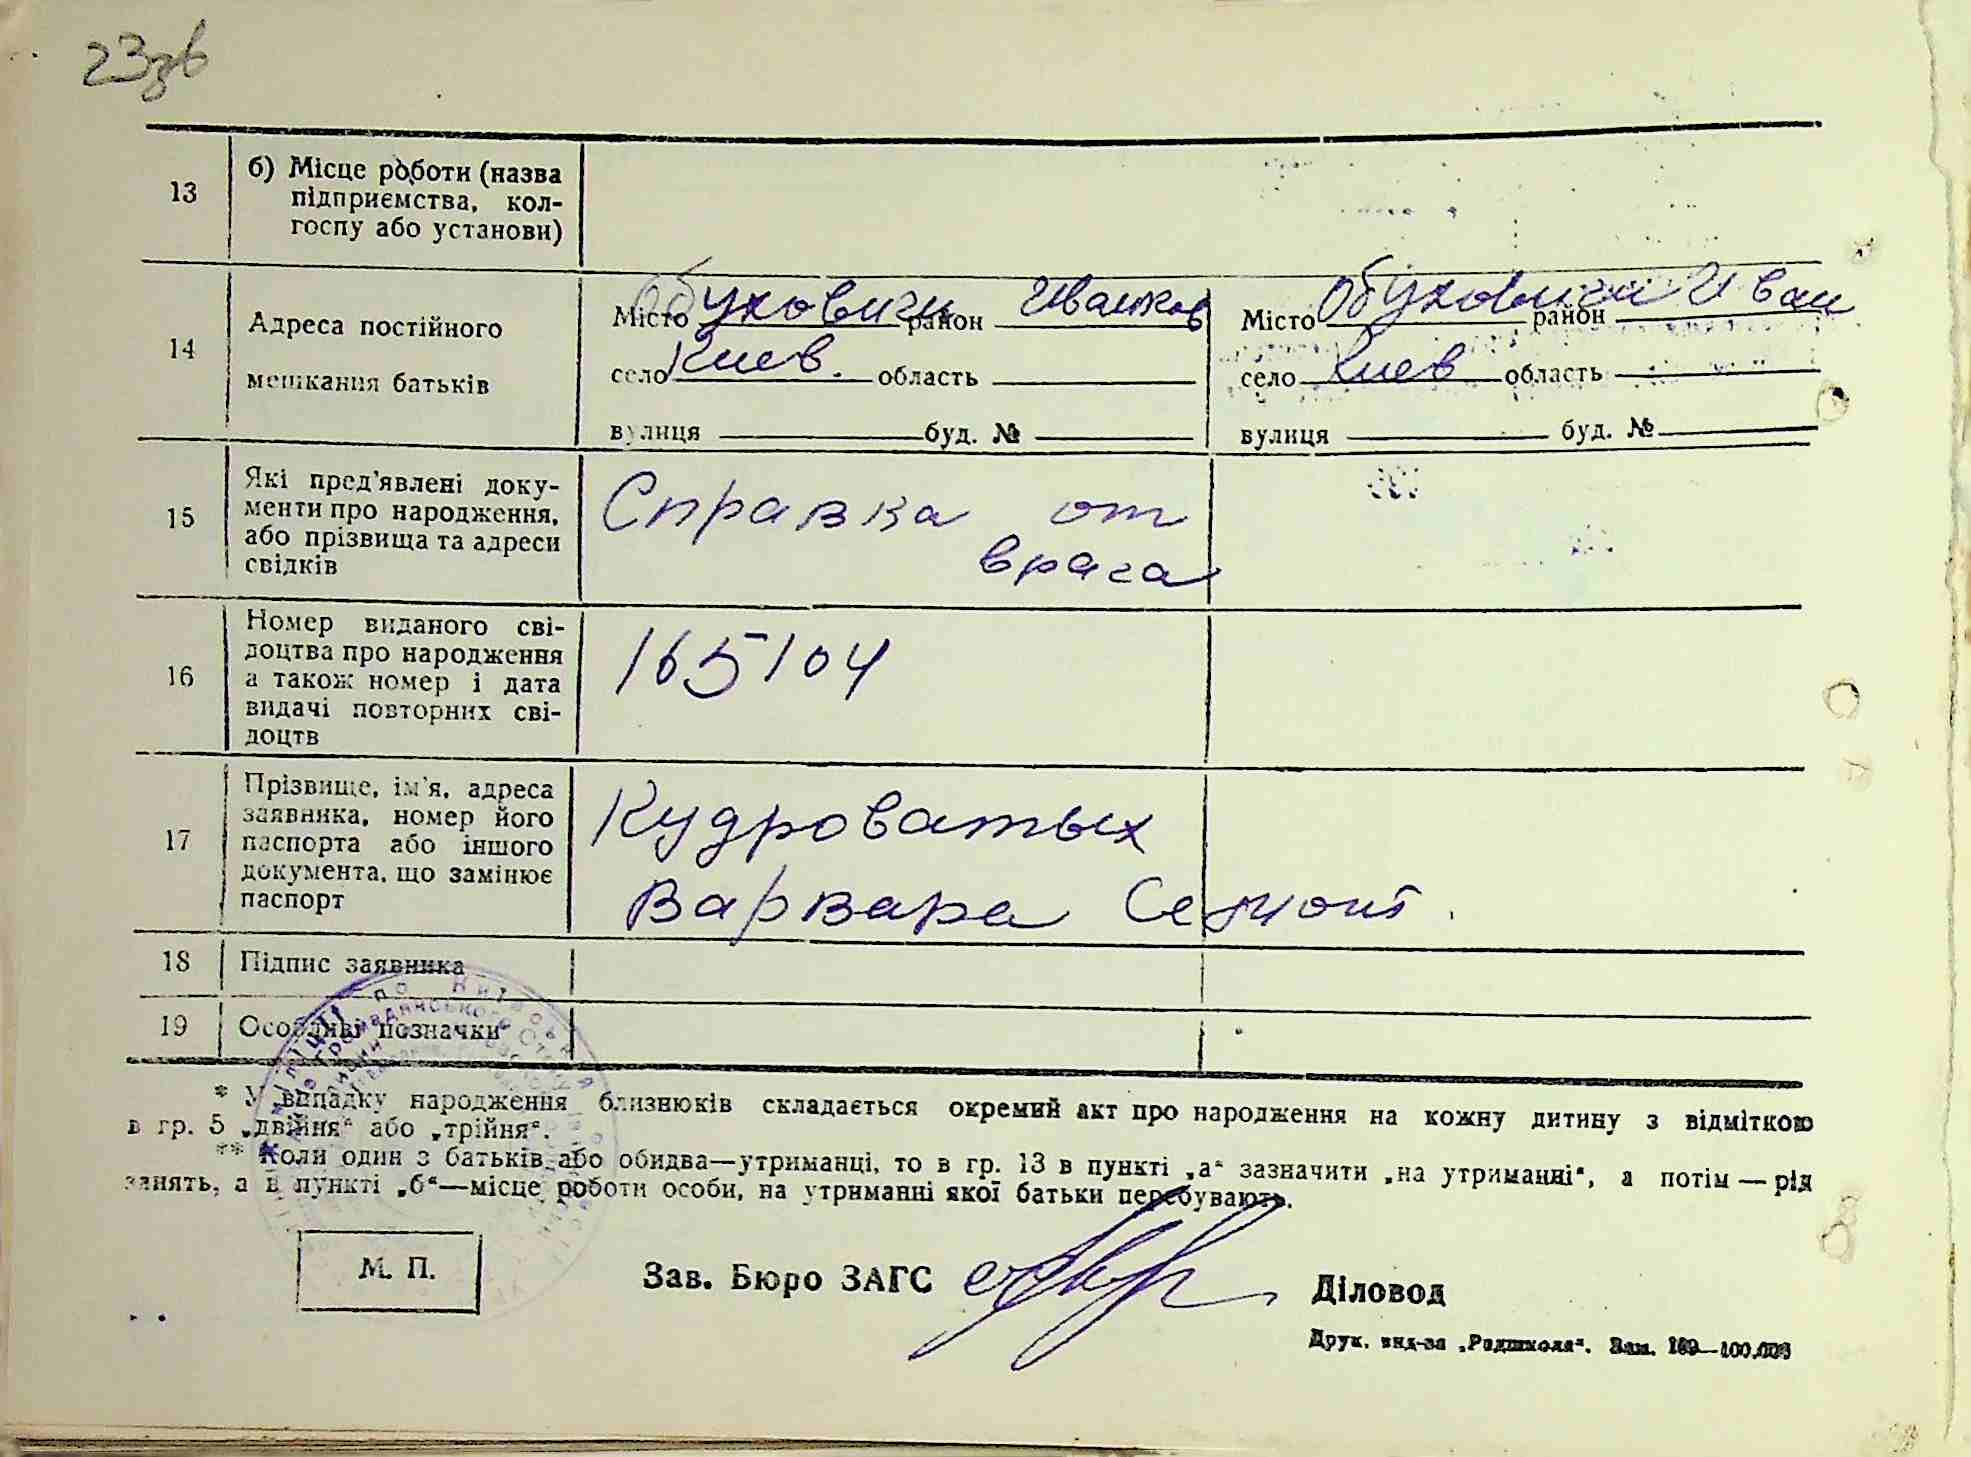 23зв
13
б) Місце роботи (назва
підприємства, кол-
госпу або установи)
14
Адреса постійного
мешкання батьків
Місто Обуховичи район Иванков
село Киев. область
вулиця буд. №
Місто Обуховичи район Иван
село Киев область
вулиця буд. №
15
Які пред'явлені доку-
менти про народження,
або прізвища та адреси
свідків
Справка от
врага
16
Номер виданого сві-
доцтва про народження
а також номер і дата
видачі повторних сві-
доцтв
165104
17
Прізвище, ім'я, адреса
заявника, номер його
паспорта або іншого
документа, що замінює
паспорт
Кудроватых
Варвара
18
Підпис заявника
19
Особливі позначки
* У випадку народження близнюків складається окремий акт про народження на кожну дитину з відміткою
в гр. 5 „двійня“ або „трійня“.
** Коли один з батьків або обидва—утриманці, то в гр. 13 в пункті „а“ зазначити „на утриманні“, а потім — рід
занять, а в пункті „б“—місце роботи особи, на утриманні якої батьки перебувають.
М. П.
Зав. Бюро ЗАГС
Діловод
Друк. вид-ва „Радшкола“. Зам. —100.000